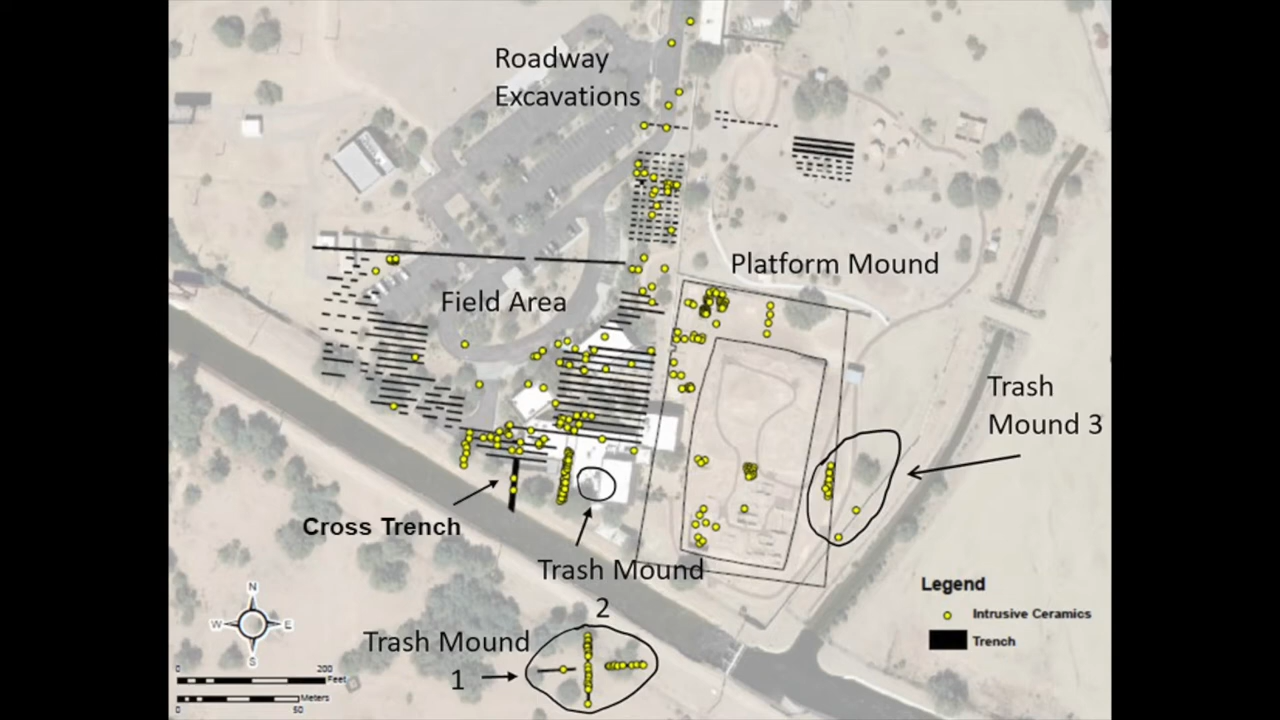 Roadway
Excavations
Platform Mound
Field Area
Trash
Mound 3
Cross Trench
Trash Mound
2
Trash Mound
1
N
W
E
S
0
200
Feet
Meters
0
50
Legend
Intrusive Ceramics
Trench